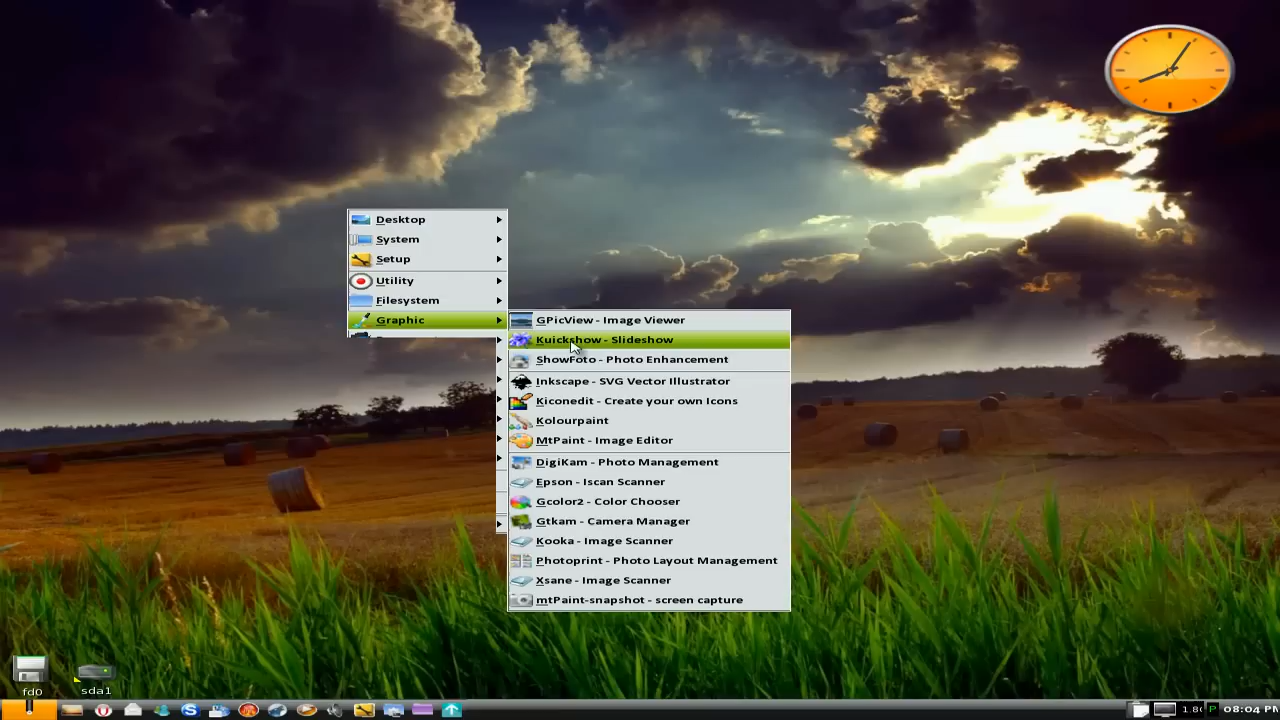 Desktop
System
Setup
Utility
Filesystem
Graphic
GPicView - Image Viewer
Kuickshow - Slideshow
ShowFoto - Photo Enhancement
Inkscape - SVG Vector Illustrator
Kiconedit - Create your own Icons
Kolourpaint
MtPaint - Image Editor
DigiKam - Photo Management
Epson - Iscan Scanner
Gcolor2 - Color Chooser
Gtkam - Camera Manager
Kooka - Image Scanner
Photoprint - Photo Layout Management
Xsane - Image Scanner
mtPaint-snapshot - screen capture
fd0
sda1
08:04 PM